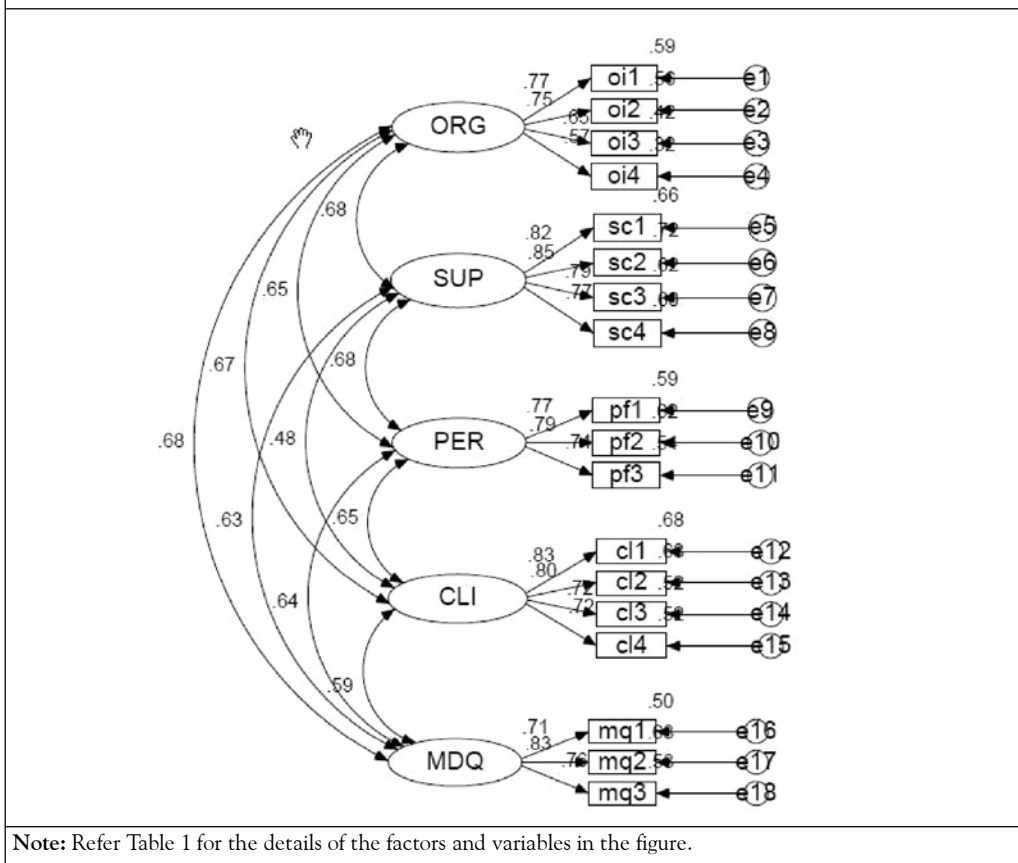 .59
.77
oi1
e1
.75
oi2
e2
ORG
.65
oi3
e3
.57
oi4
e4
.66
.68
.82
sc1
e5
.85
sc2
e6
SUP
.79
.77
sc3
e7
.65
sc4
e8
.68
.67
.59
.77
pf1
e9
.79
.68
.48
PER
.74
pf2
e10
pf3
e11
.63
.65
.68
.83
cl1
e12
.80
cl2
e13
CLI
.72
.64
.72
cl3
e14
cl4
e15
.59
.50
.71
mq1
e16
.83
MDQ
.76
mq2
e17
mq3
e18
Note: Refer Table 1 for the details of the factors and variables in the figure.